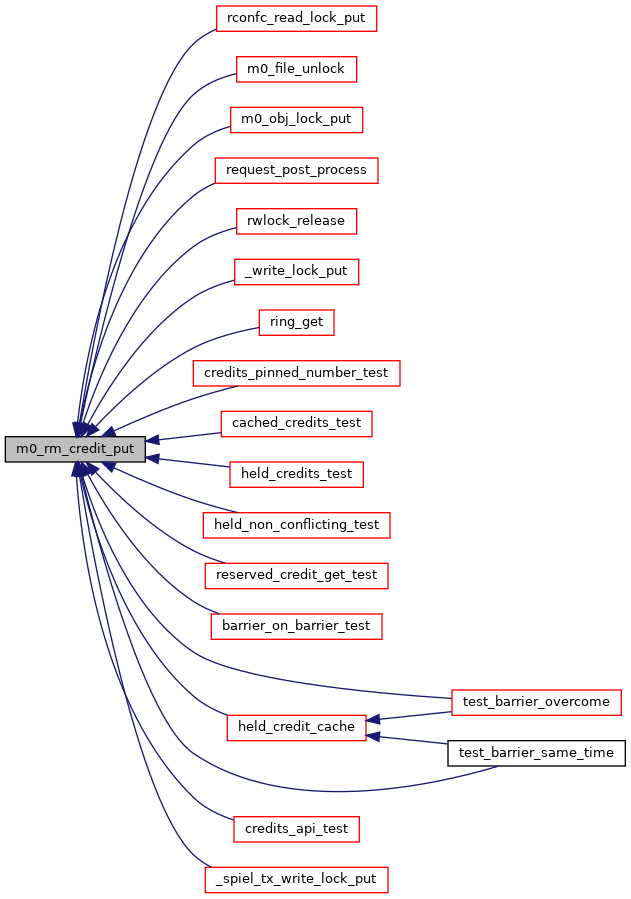 rconfc_read_lock_put
m0_file_unlock
m0_obj_lock_put
request_post_process
rwlock_release
_write_lock_put
ring_get
credits_pinned_number_test
cached_credits_test
m0_rm_credit_put
held_credits_test
held_non_conflicting_test
reserved_credit_get_test
barrier_on_barrier_test
test_barrier_overcome
held_credit_cache
test_barrier_same_time
credits_api_test
_spiel_tx_write_lock_put